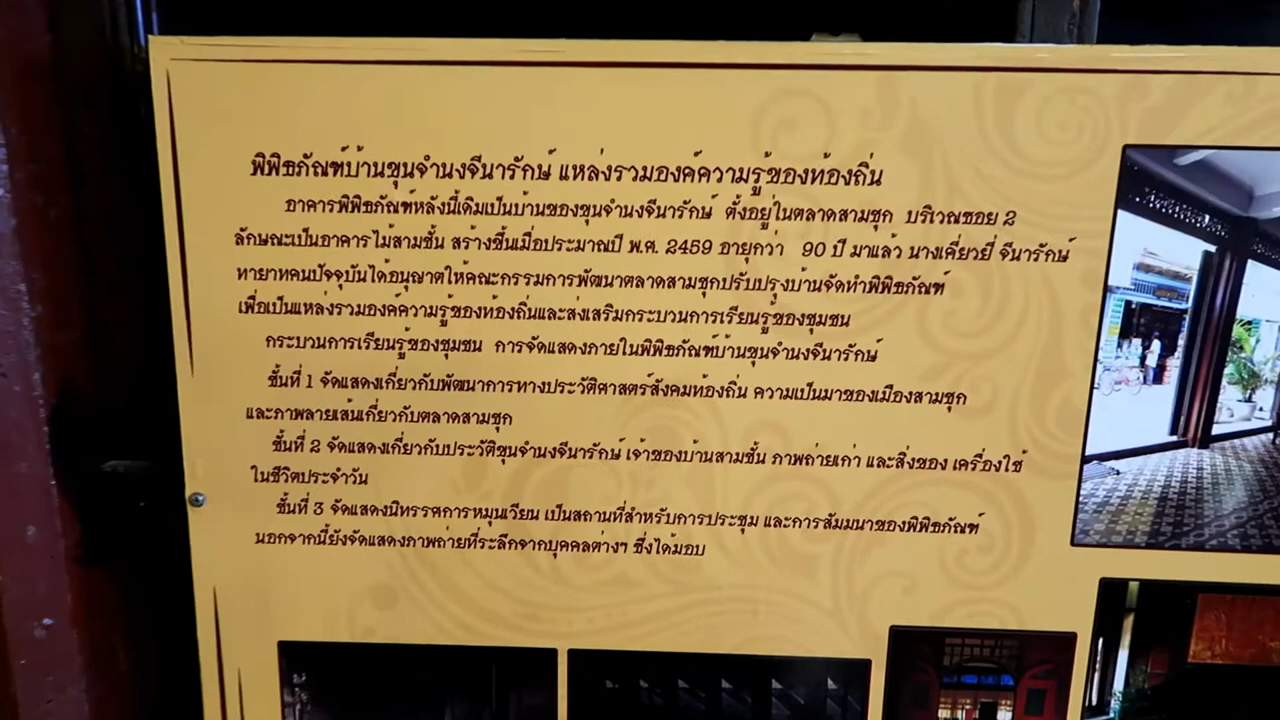 พิพิธภัณฑ์บ้านขุนจำนงจีนารักษ์ แหล่งรวมองค์ความรู้ของท้องถิ่น
อาคารพิพิธภัณฑ์หลังนี้เดิมเป็นบ้านของขุนจำนงจีนารักษ์ ตั้งอยู่ในตลาดสามชุก บริเวณซอย 2
ลักษณะเป็นอาคารไม้สามชั้น สร้างขึ้นเมื่อประมาณปี พ.ศ. 2459 อายุกว่า 90 ปี มาแล้ว นางเคี่ยวยี่ จีนารักษ์
ทายาทคนปัจจุบันได้อนุญาตให้คณะกรรมการพัฒนาตลาดสามชุกปรับปรุงบ้านจัดทำพิพิธภัณฑ์
เพื่อเป็นแหล่งรวมองค์ความรู้ของท้องถิ่นและส่งเสริมกระบวนการเรียนรู้ของชุมชน
กระบวนการเรียนรู้ของชุมชน การจัดแสดงภายในพิพิธภัณฑ์บ้านขุนจำนงจีนารักษ์
ชั้นที่ 1 จัดแสดงเกี่ยวกับพัฒนาการทางประวัติศาสตร์สังคมท้องถิ่น ความเป็นมาของเมืองสามชุก
และภาพลายเส้นเกี่ยวกับตลาดสามชุก
ชั้นที่ 2 จัดแสดงเกี่ยวกับประวัติขุนจำนงจีนารักษ์ เจ้าของบ้านสามชั้น ภาพถ่ายเก่า และสิ่งของ เครื่องใช้
ในชีวิตประจำวัน
ชั้นที่ 3 จัดแสดงนิทรรศการหมุนเวียน เป็นสถานที่สำหรับการประชุม และการสัมมนาของพิพิธภัณฑ์
นอกจากนี้ยังจัดแสดงภาพถ่ายที่ระลึกจากบุคคลต่างๆ ซึ่งได้มอบ